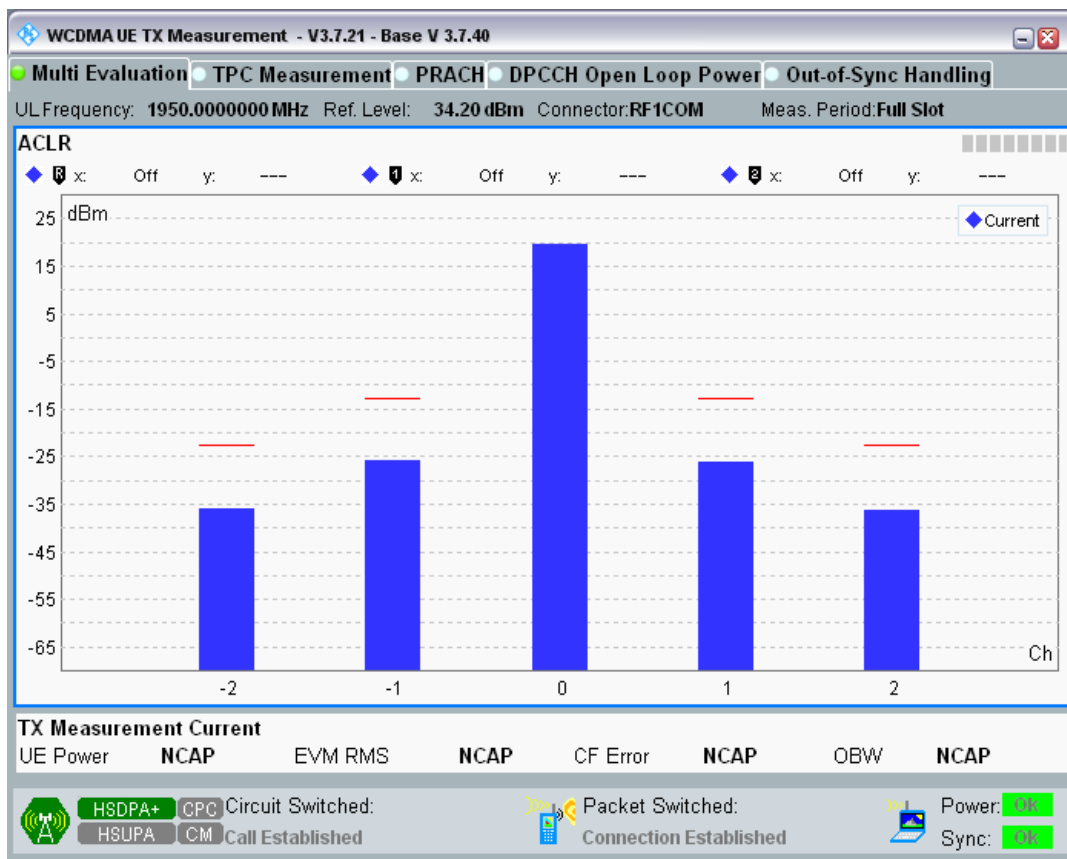 WCDMA UE TX Measurement - V3.7.21 - Base V 3.7.40
Multi Evaluation TPC Measurement PRACH DPCCH Open Loop Power Out-of-Sync Handling
UL Frequency: 1950.0000000 MHz Ref. Level: 34.20 dBm Connector:RF1COM Meas. Period:Full Slot
ACLR
R x: Off y: --- 1 x: Off y: --- 2 x: Off y: ---
dBm
Current
25
15
5
-5
-15
-25
-35
-45
-55
-65
Ch
-2 -1 0 1 2
TX Measurement Current
UE Power NCAP EVM RMS NCAP CF Error NCAP OBW NCAP
HSDPA+ CPC Circuit Switched: Packet Switched: Power: OK
HSUPA CM Call Established Connection Established Sync: OK